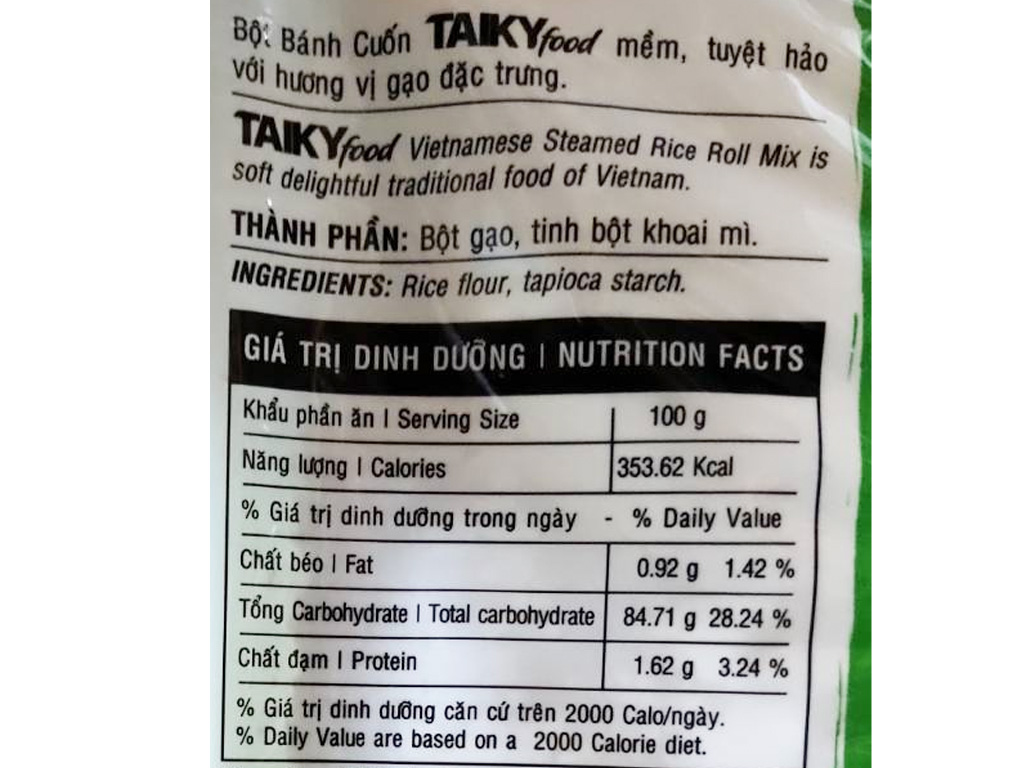 Bột Bánh Cuốn TAIKYfood mềm, tuyệt hảo
với hương vị gạo đặc trưng.
TAIKYfood Vietnamese Steamed Rice Roll Mix is
soft delightful traditional food of Vietnam.
THÀNH PHẦN: Bột gạo, tinh bột khoai mì.
INGREDIENTS: Rice flour, tapioca starch.
GIÁ TRỊ DINH DƯỠNG | NUTRITION FACTS
Khẩu phần ăn | Serving Size 100 g
Năng lượng | Calories 353.62 Kcal
% Giá trị dinh dưỡng trong ngày - % Daily Value
Chất béo | Fat 0.92 g 1.42 %
Tổng Carbohydrate | Total carbohydrate 84.71 g 28.24 %
Chất đạm | Protein 1.62 g 3.24 %
% Giá trị dinh dưỡng căn cứ trên 2000 Calo/ngày.
% Daily Value are based on a 2000 Calorie diet.